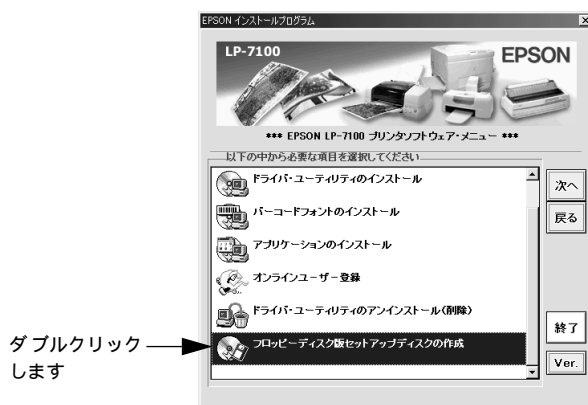 EPSON インストールプログラム
LP-7100
EPSON
*** EPSON LP-7100 プリンタソフトウェア・メニュー ***
以下の中から必要な項目を選択してください
ドライバ・ユーティリティのインストール
バーコードフォントのインストール
アプリケーションのインストール
オンラインユーザー登録
ドライバ・ユーティリティのアンインストール(削除)
フロッピーディスク版セットアップディスクの作成
次へ
戻る
終了
Ver.
ダブルクリック
します